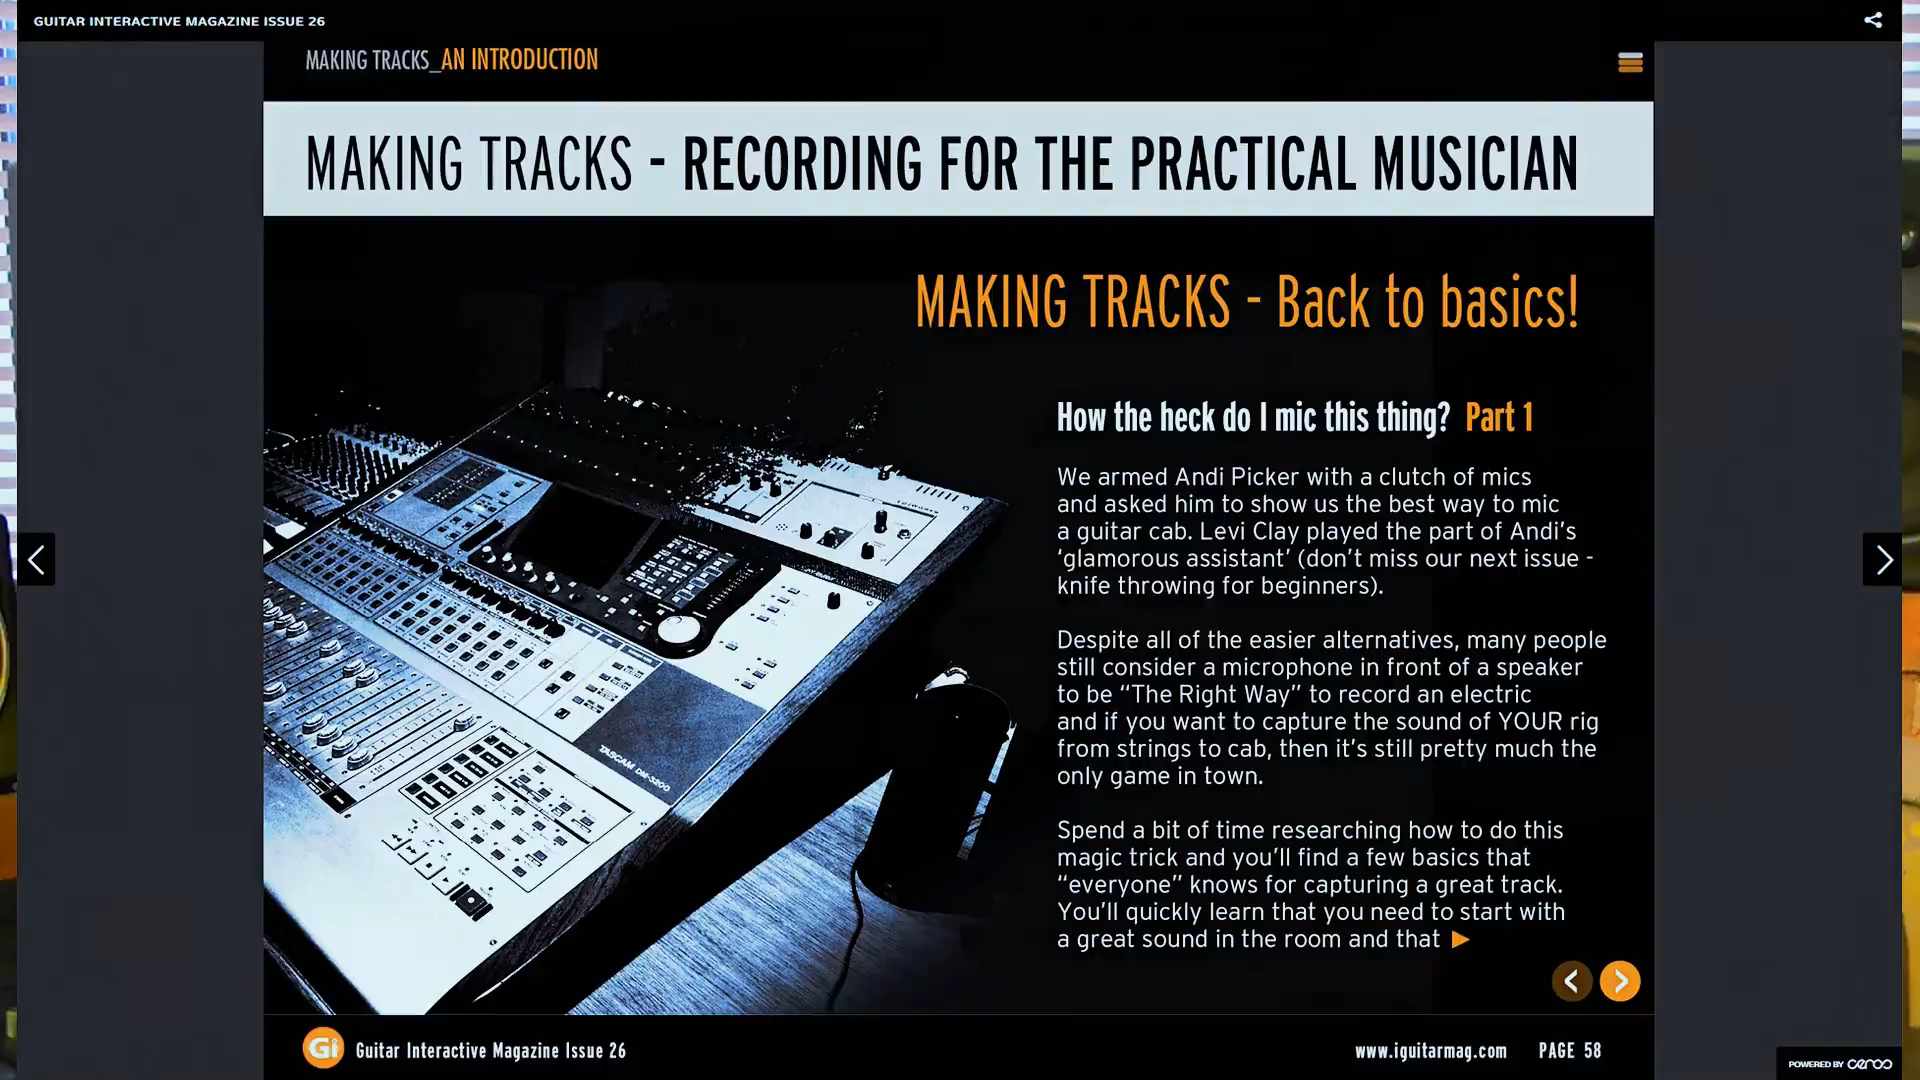 GUITAR INTERACTIVE MAGAZINE ISSUE 26
MAKING TRACKS_AN INTRODUCTION
MAKING TRACKS - RECORDING FOR THE PRACTICAL MUSICIAN
MAKING TRACKS - Back to basics!
How the heck do I mic this thing? Part 1
We armed Andi Picker with a clutch of mics
and asked him to show us the best way to mic
a guitar cab. Levi Clay played the part of Andi’s
‘glamorous assistant’ (don’t miss our next issue -
knife throwing for beginners).
Despite all of the easier alternatives, many people
still consider a microphone in front of a speaker
to be “The Right Way” to record an electric
and if you want to capture the sound of YOUR rig
from strings to cab, then it’s still pretty much the
only game in town.
Spend a bit of time researching how to do this
magic trick and you’ll find a few basics that
“everyone” knows for capturing a great track.
You’ll quickly learn that you need to start with
a great sound in the room and that
TASCAM DM-3200
Gi Guitar Interactive Magazine Issue 26
www.iguitarmag.com PAGE 58
POWERED BY ceros